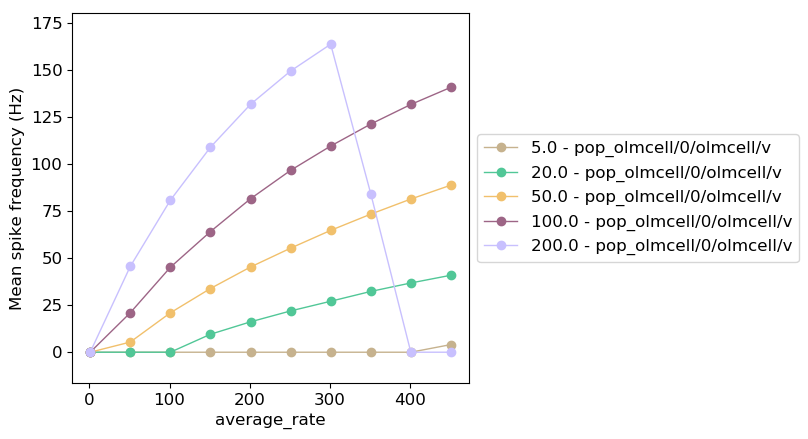 175
150
125
100
75
50
25
0
Mean spike frequency (Hz)
0 100 200 300 400
average_rate
5.0 - pop_olmcell/0/olmcell/v
20.0 - pop_olmcell/0/olmcell/v
50.0 - pop_olmcell/0/olmcell/v
100.0 - pop_olmcell/0/olmcell/v
200.0 - pop_olmcell/0/olmcell/v